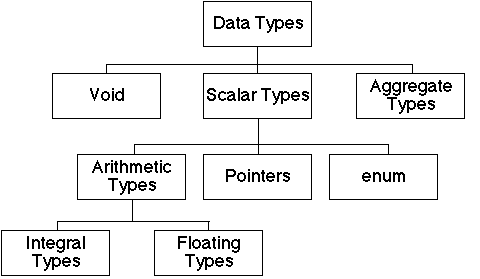 Data Types
Void
Scalar Types
Aggregate
Types
Arithmetic
Types
Pointers
enum
Integral
Types
Floating
Types